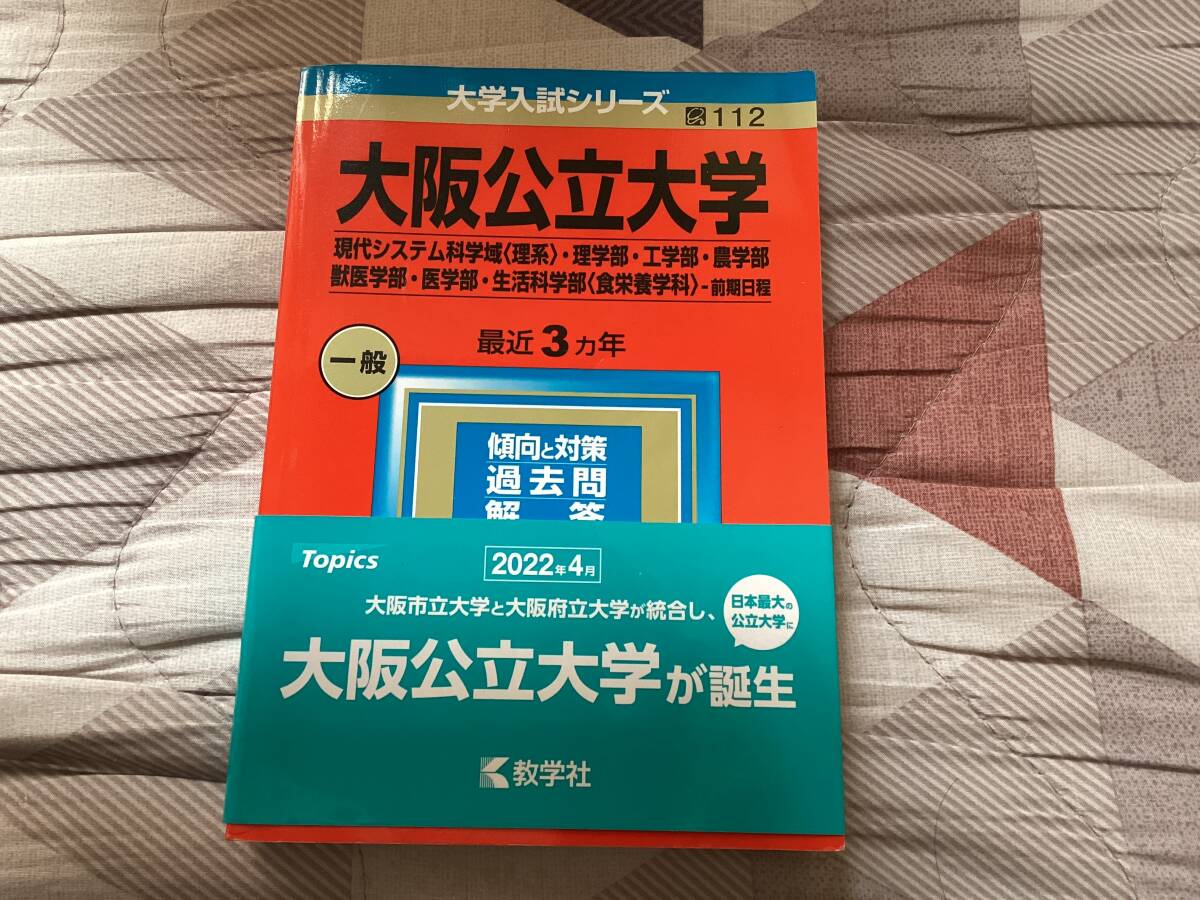 大学入試シリーズ
112
大阪公立大学
現代システム科学域〈理系〉・理学部・工学部・農学部
獣医学部・医学部・生活科学部〈食栄養学科〉-前期日程
最近3カ年
一般
傾向と対策
過去問
解答
Topics
2022年4月
大阪市立大学と大阪府立大学が統合し、
日本最大の
公立大学に
大阪公立大学が誕生
教学社